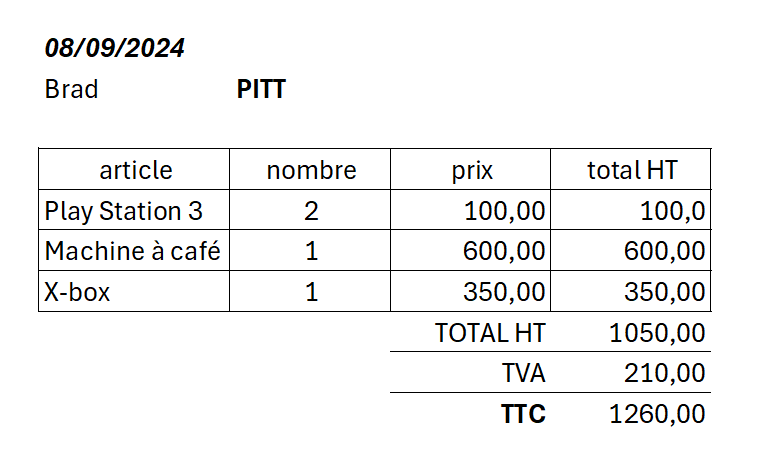 08/09/2024
Brad PITT
article nombre prix total HT
Play Station 3 2 100,00 100,0
Machine à café 1 600,00 600,00
X-box 1 350,00 350,00
TOTAL HT 1050,00
TVA 210,00
TTC 1260,00